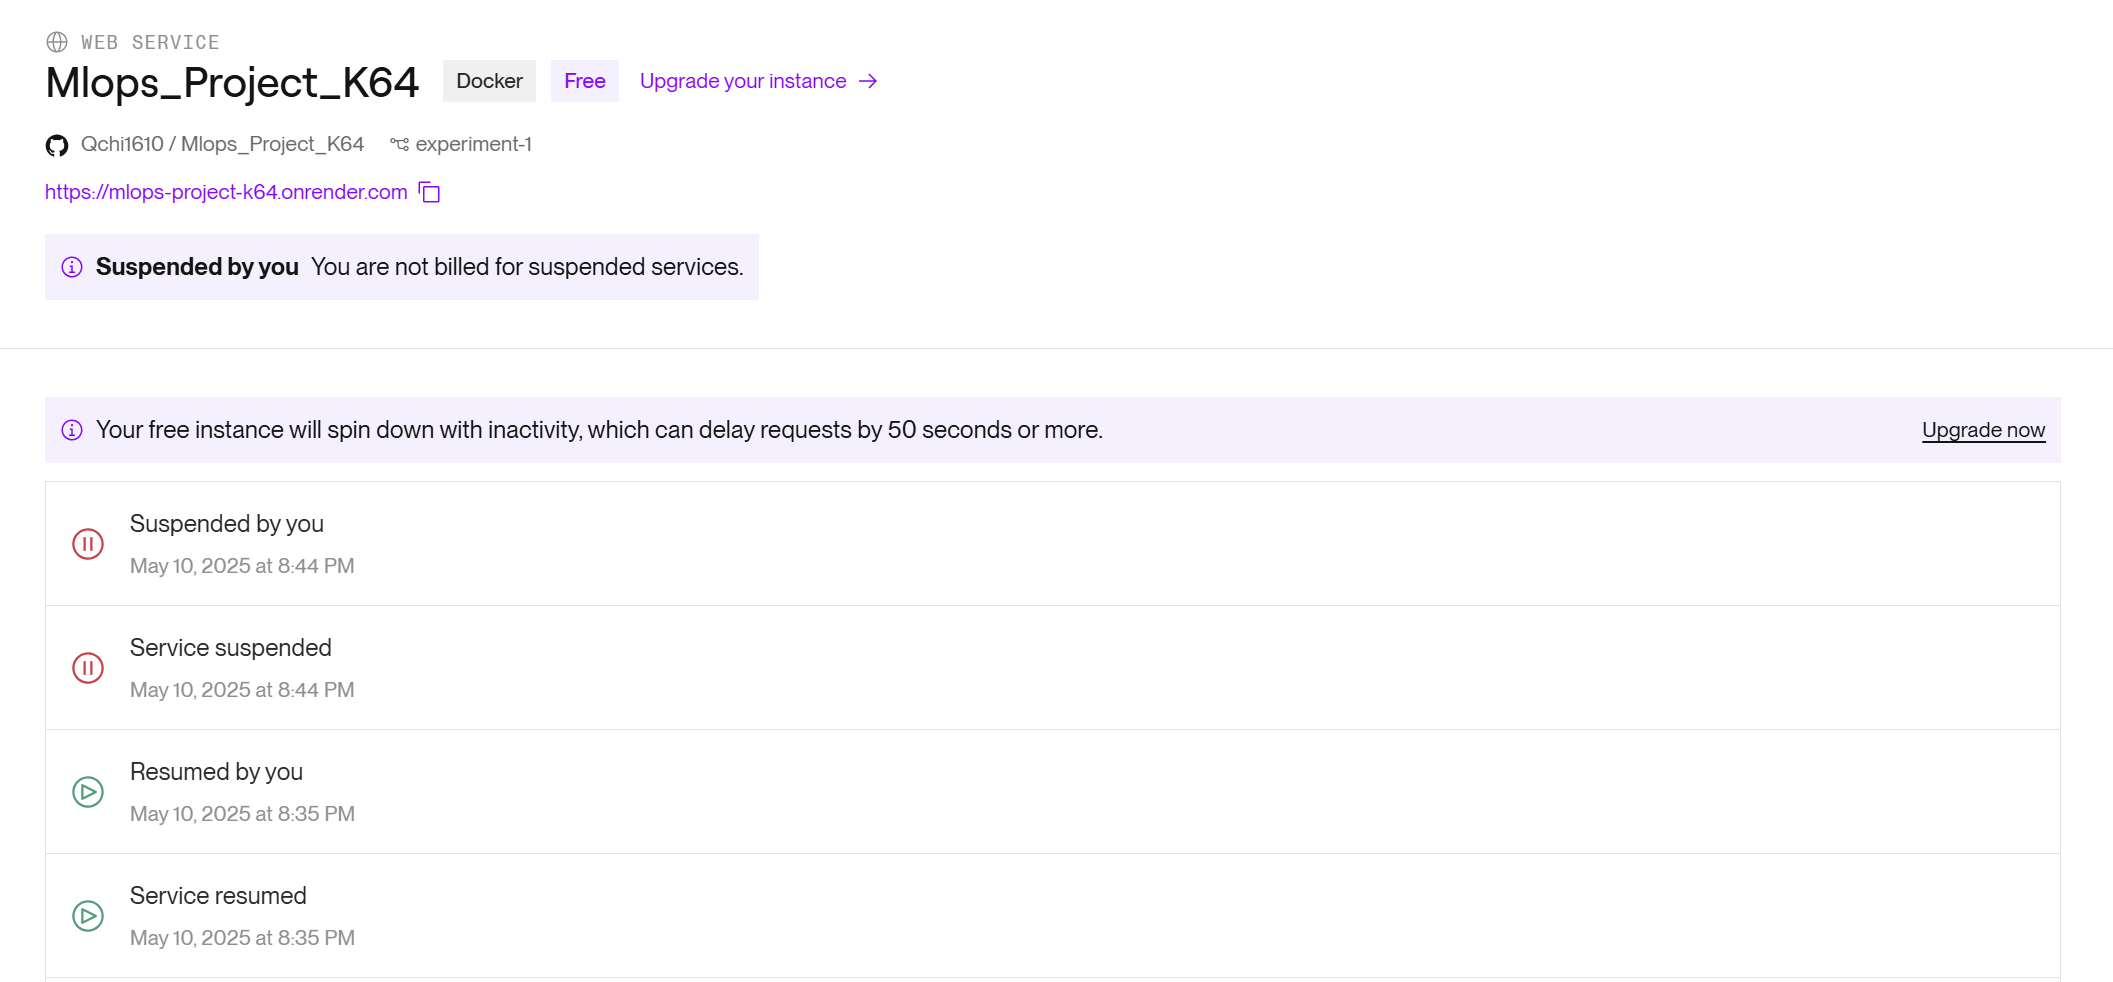 WEB SERVICE
Mlops_Project_K64 Docker Free Upgrade your instance →
Qchi1610 / Mlops_Project_K64 experiment-1
https://mlops-project-k64.onrender.com
Suspended by you You are not billed for suspended services.
Your free instance will spin down with inactivity, which can delay requests by 50 seconds or more. Upgrade now
Suspended by you
May 10, 2025 at 8:44 PM
Service suspended
May 10, 2025 at 8:44 PM
Resumed by you
May 10, 2025 at 8:35 PM
Service resumed
May 10, 2025 at 8:35 PM